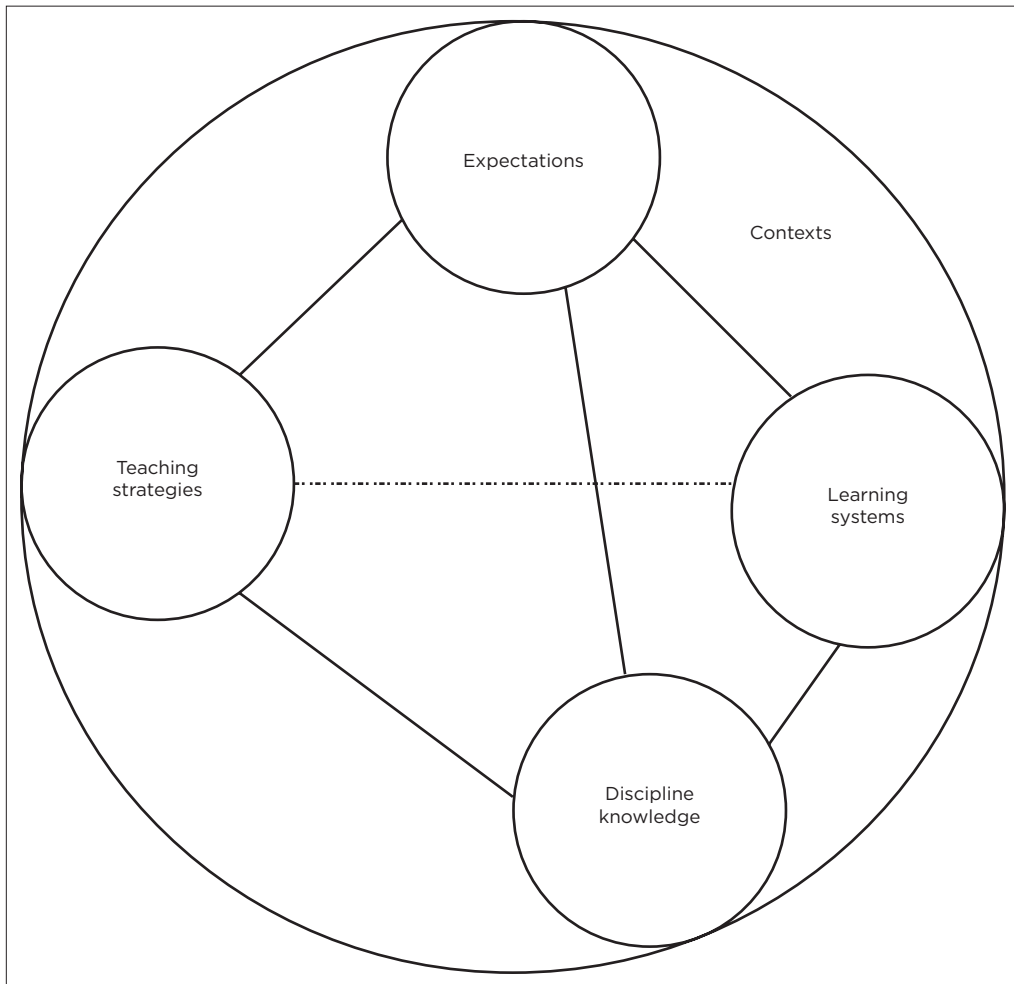 Expectations
Contexts
Teaching
strategies
Learning
systems
Discipline
knowledge